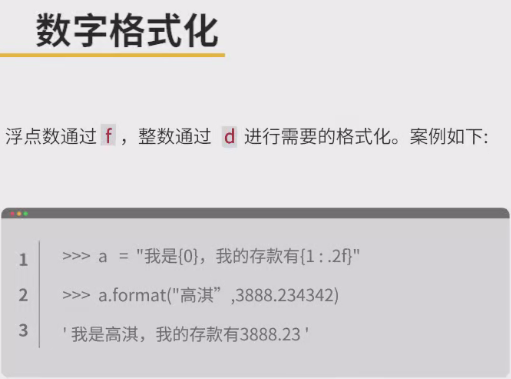 数字格式化
浮点数通过 f ，整数通过 d 进行需要的格式化。案例如下:
1 >>> a = "我是{0}，我的存款有{1 : .2f}"
2 >>> a.format("高淇” ,3888.234342)
3 ' 我是高淇，我的存款有3888.23 '